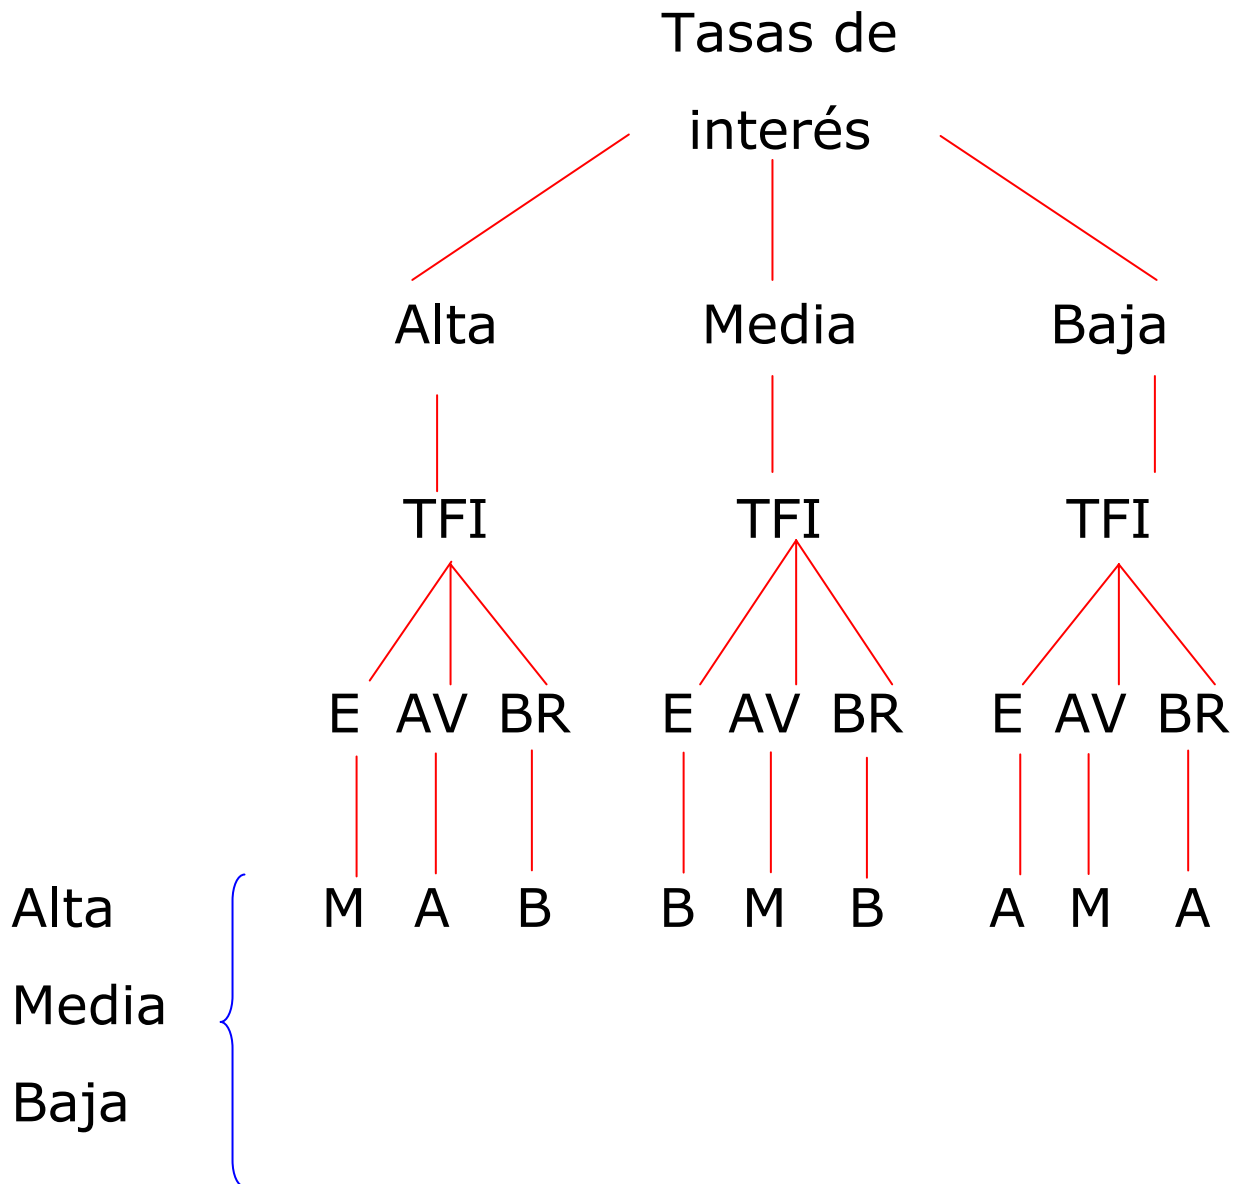 Tasas de
interés
Alta Media Baja
TFI TFI TFI
E AV BR E AV BR E AV BR
Alta M A B B M B A M A
Media
Baja